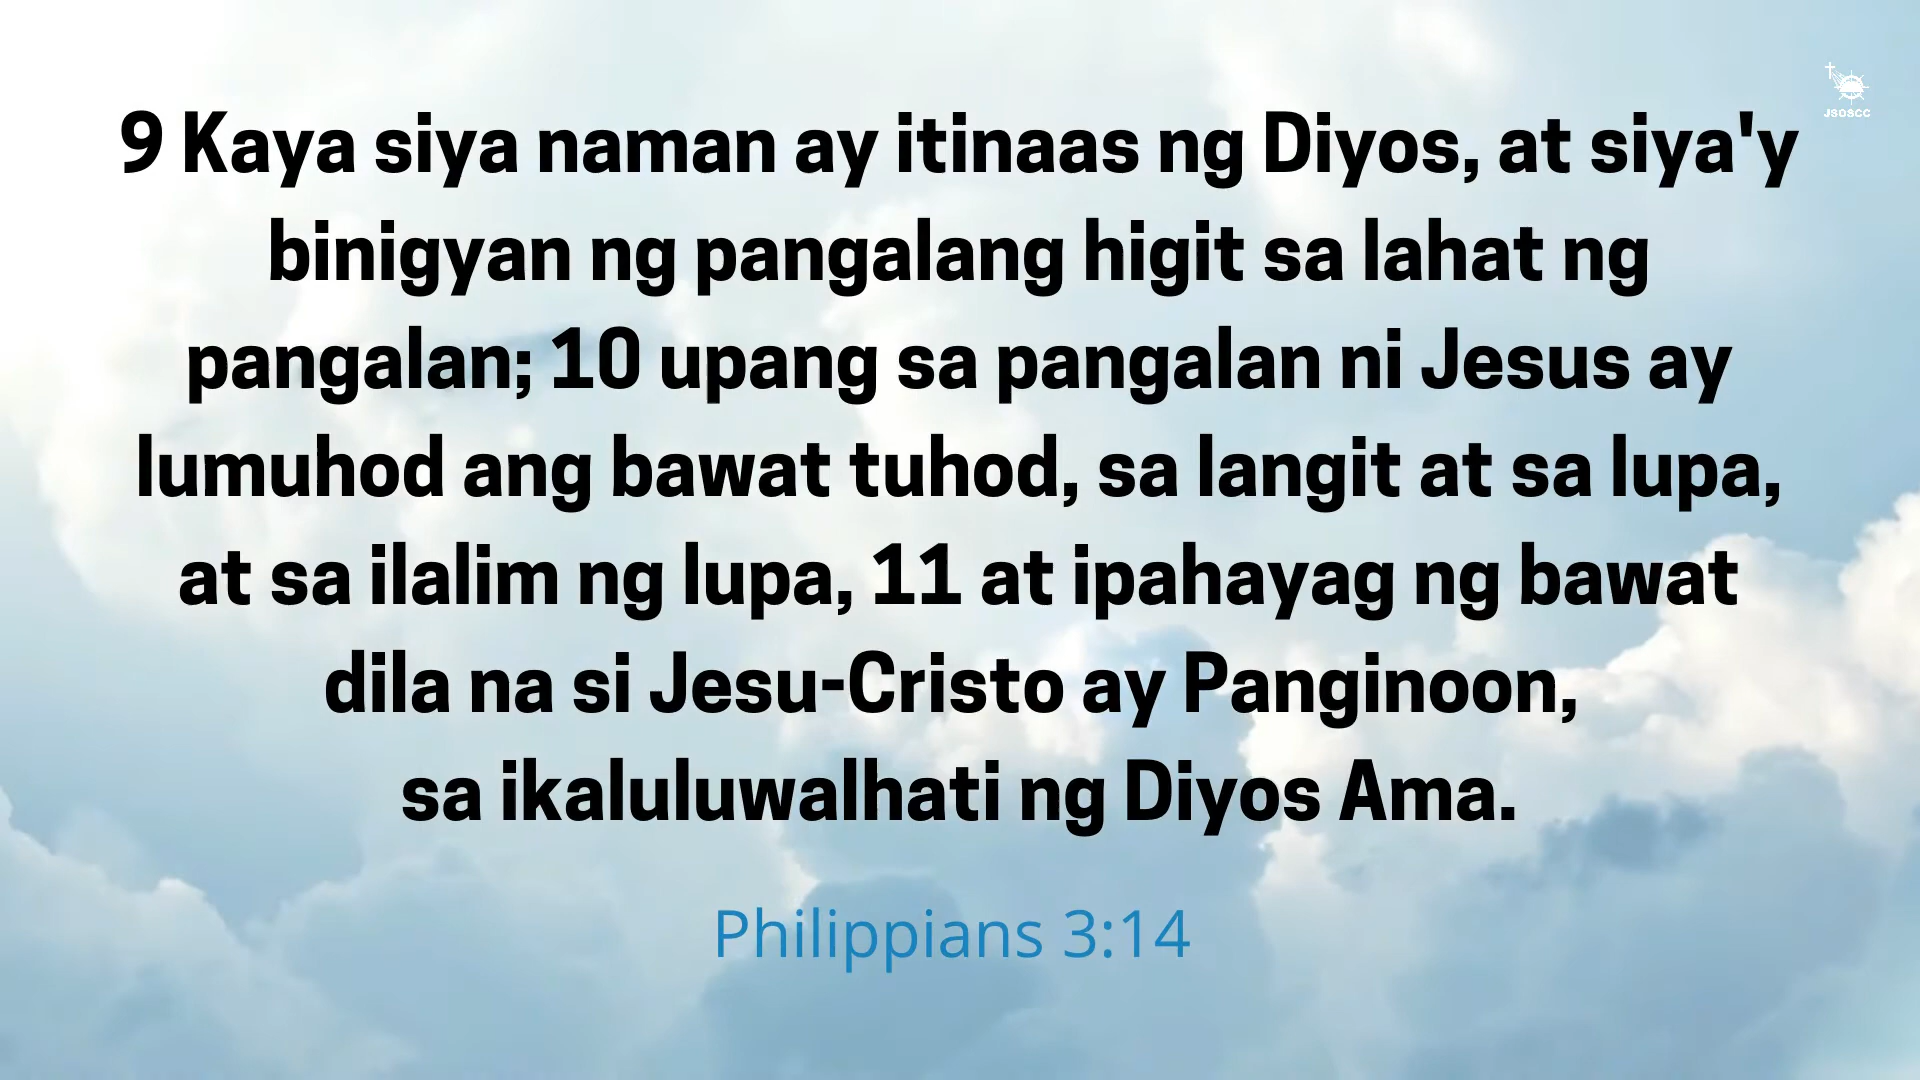 JSOSCC
9 Kaya siya naman ay itinaas ng Diyos, at siya'y
binigyan ng pangalang higit sa lahat ng
pangalan; 10 upang sa pangalan ni Jesus ay
lumuhod ang bawat tuhod, sa langit at sa lupa,
at sa ilalim ng lupa, 11 at ipahayag ng bawat
dila na si Jesu-Cristo ay Panginoon,
sa ikaluluwalhati ng Diyos Ama.
Philippians 3:14